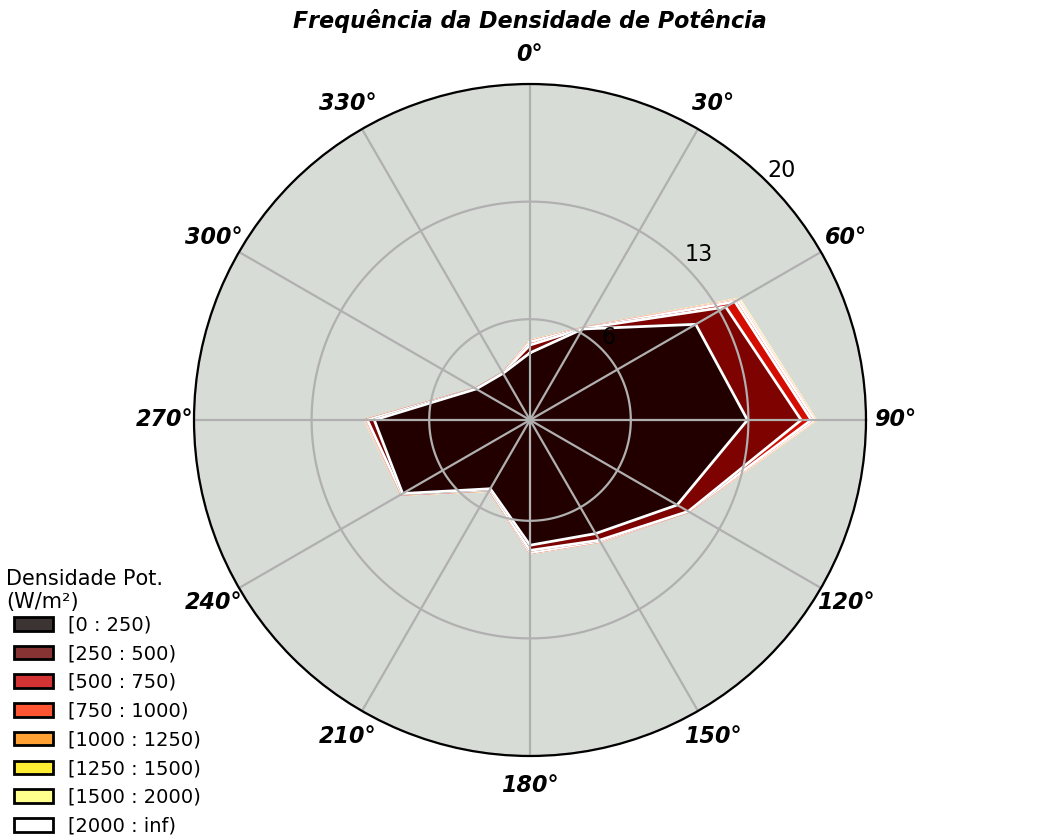 Frequência da Densidade de Potência
0°
330°
30°
20
300°
60°
13
6
270°
90°
240°
120°
210°
150°
180°
Densidade Pot.
(W/m²)
[0 : 250)
[250 : 500)
[500 : 750)
[750 : 1000)
[1000 : 1250)
[1250 : 1500)
[1500 : 2000)
[2000 : inf)